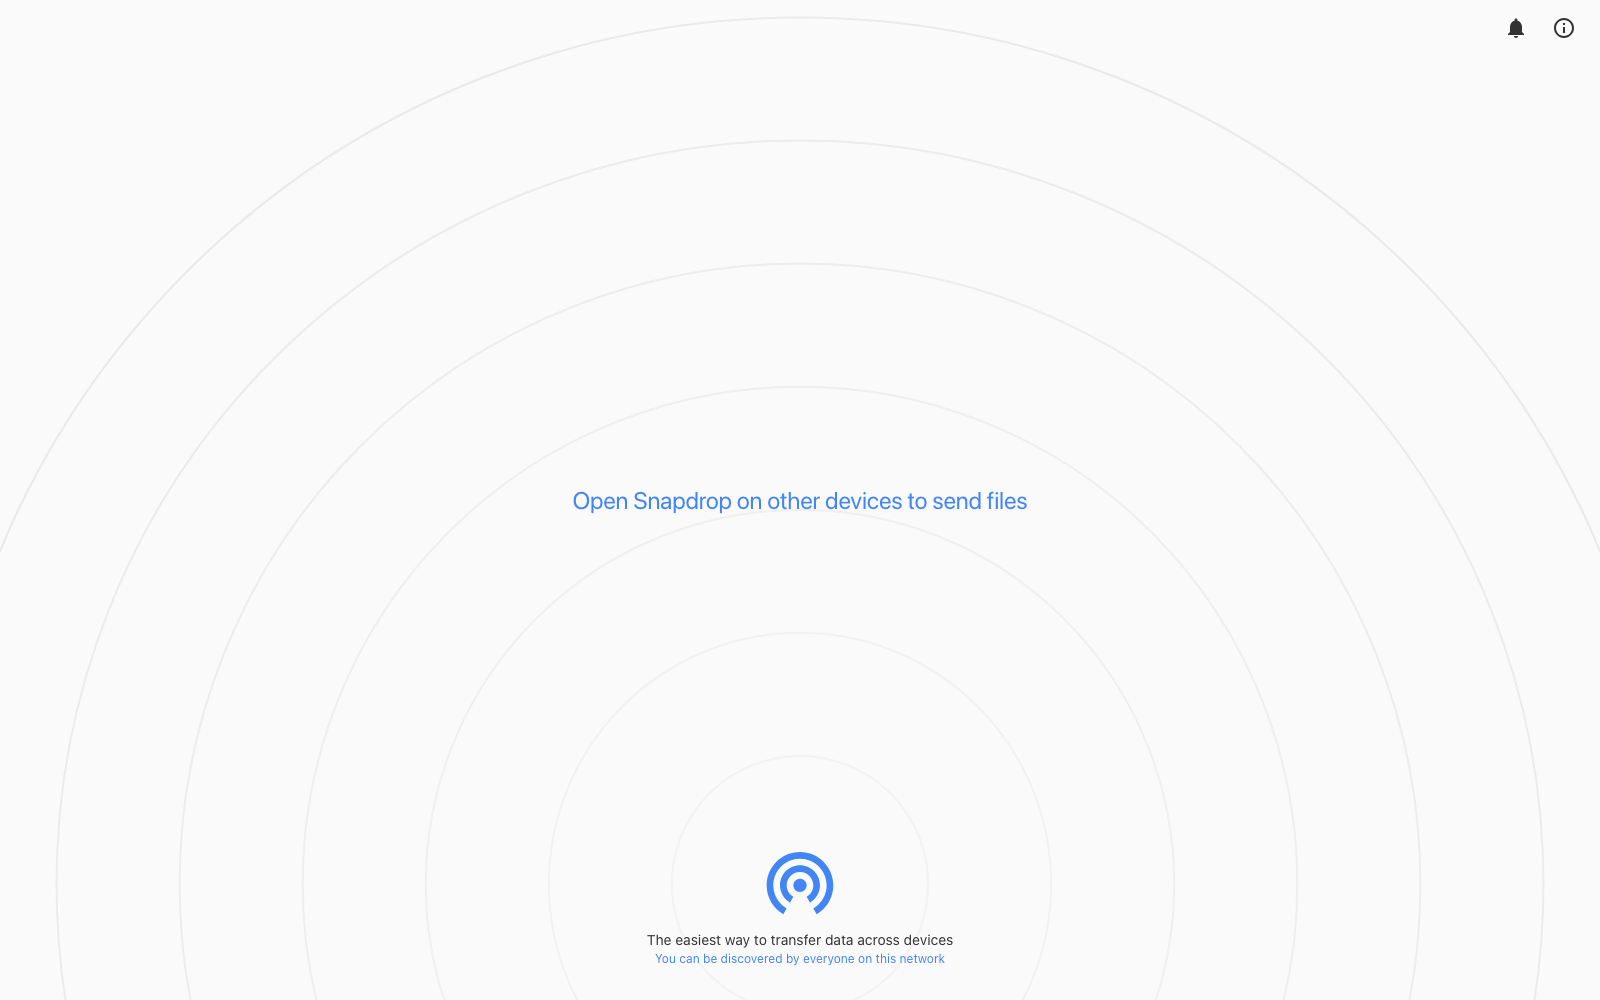 Open Snapdrop on other devices to send files
The easiest way to transfer data across devices
You can be discovered by everyone on this network